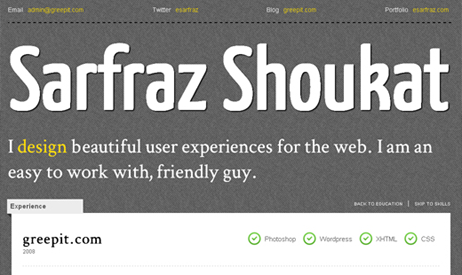 Email admin@greepit.com Twitter esarfraz Blog greepit.com Portfolio esarfraz.com
Sarfraz Shoukat
I design beautiful user experiences for the web. I am an
easy to work with, friendly guy.
Experience BACK TO EDUCATION | SKIP TO SKILLS
greepit.com Photoshop Wordpress XHTML CSS
2008